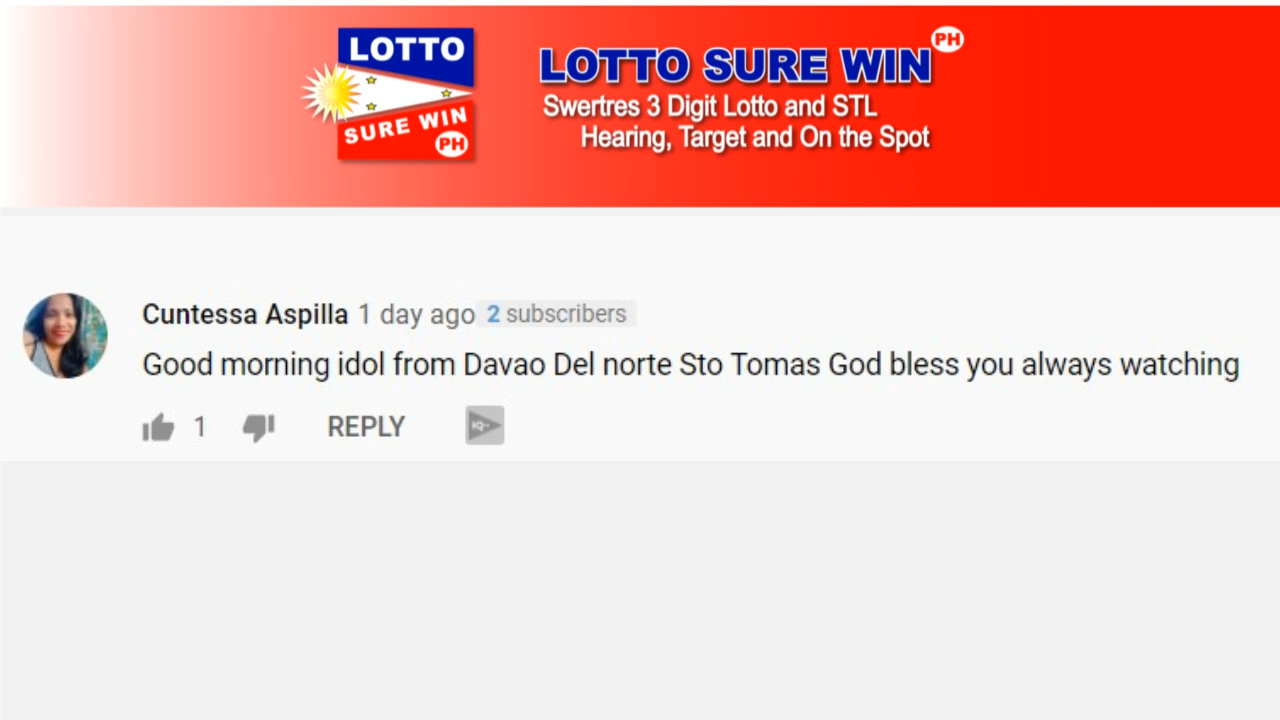 LOTTO
SURE WIN
PH
LOTTO SURE WIN PH
Swertres 3 Digit Lotto and STL
Hearing, Target and On the Spot
Cuntessa Aspilla 1 day ago 2 subscribers
Good morning idol from Davao Del norte Sto Tomas God bless you always watching
1 REPLY IQ